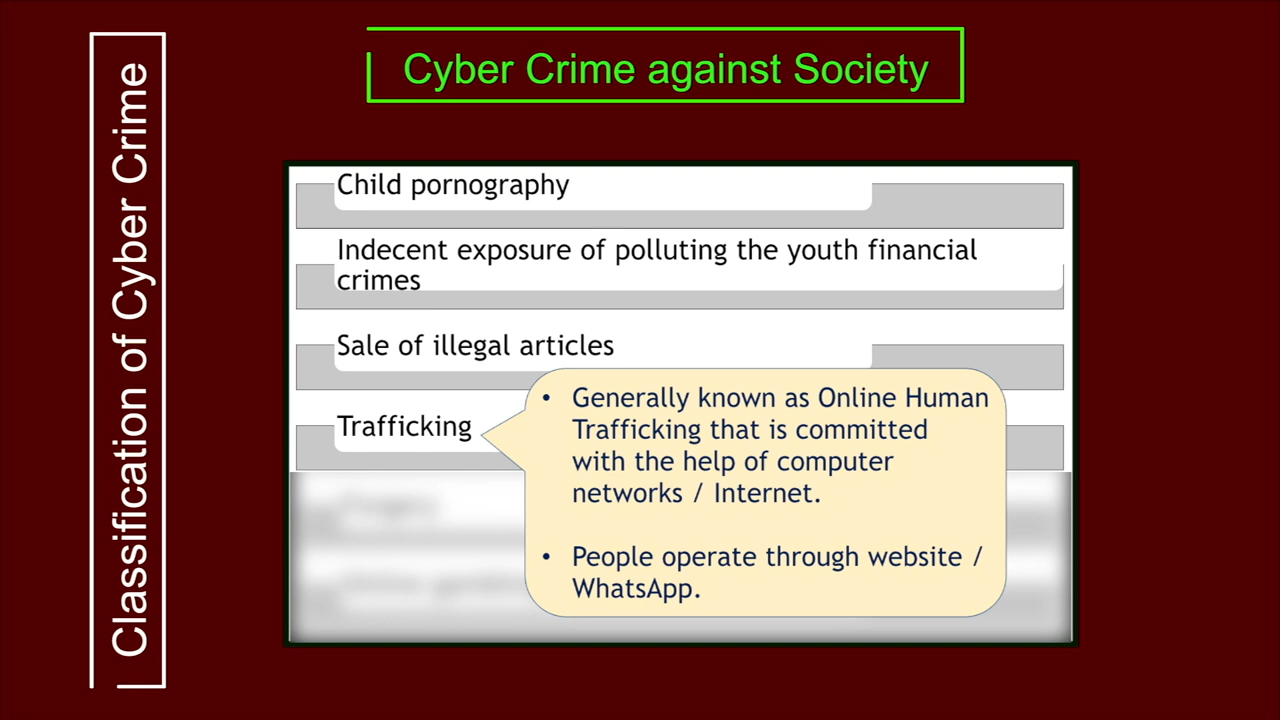 Classification of Cyber Crime
Cyber Crime against Society
Child pornography
Indecent exposure of polluting the youth financial
crimes
Sale of illegal articles
Trafficking
• Generally known as Online Human
Trafficking that is committed
with the help of computer
networks / Internet.
• People operate through website /
WhatsApp.